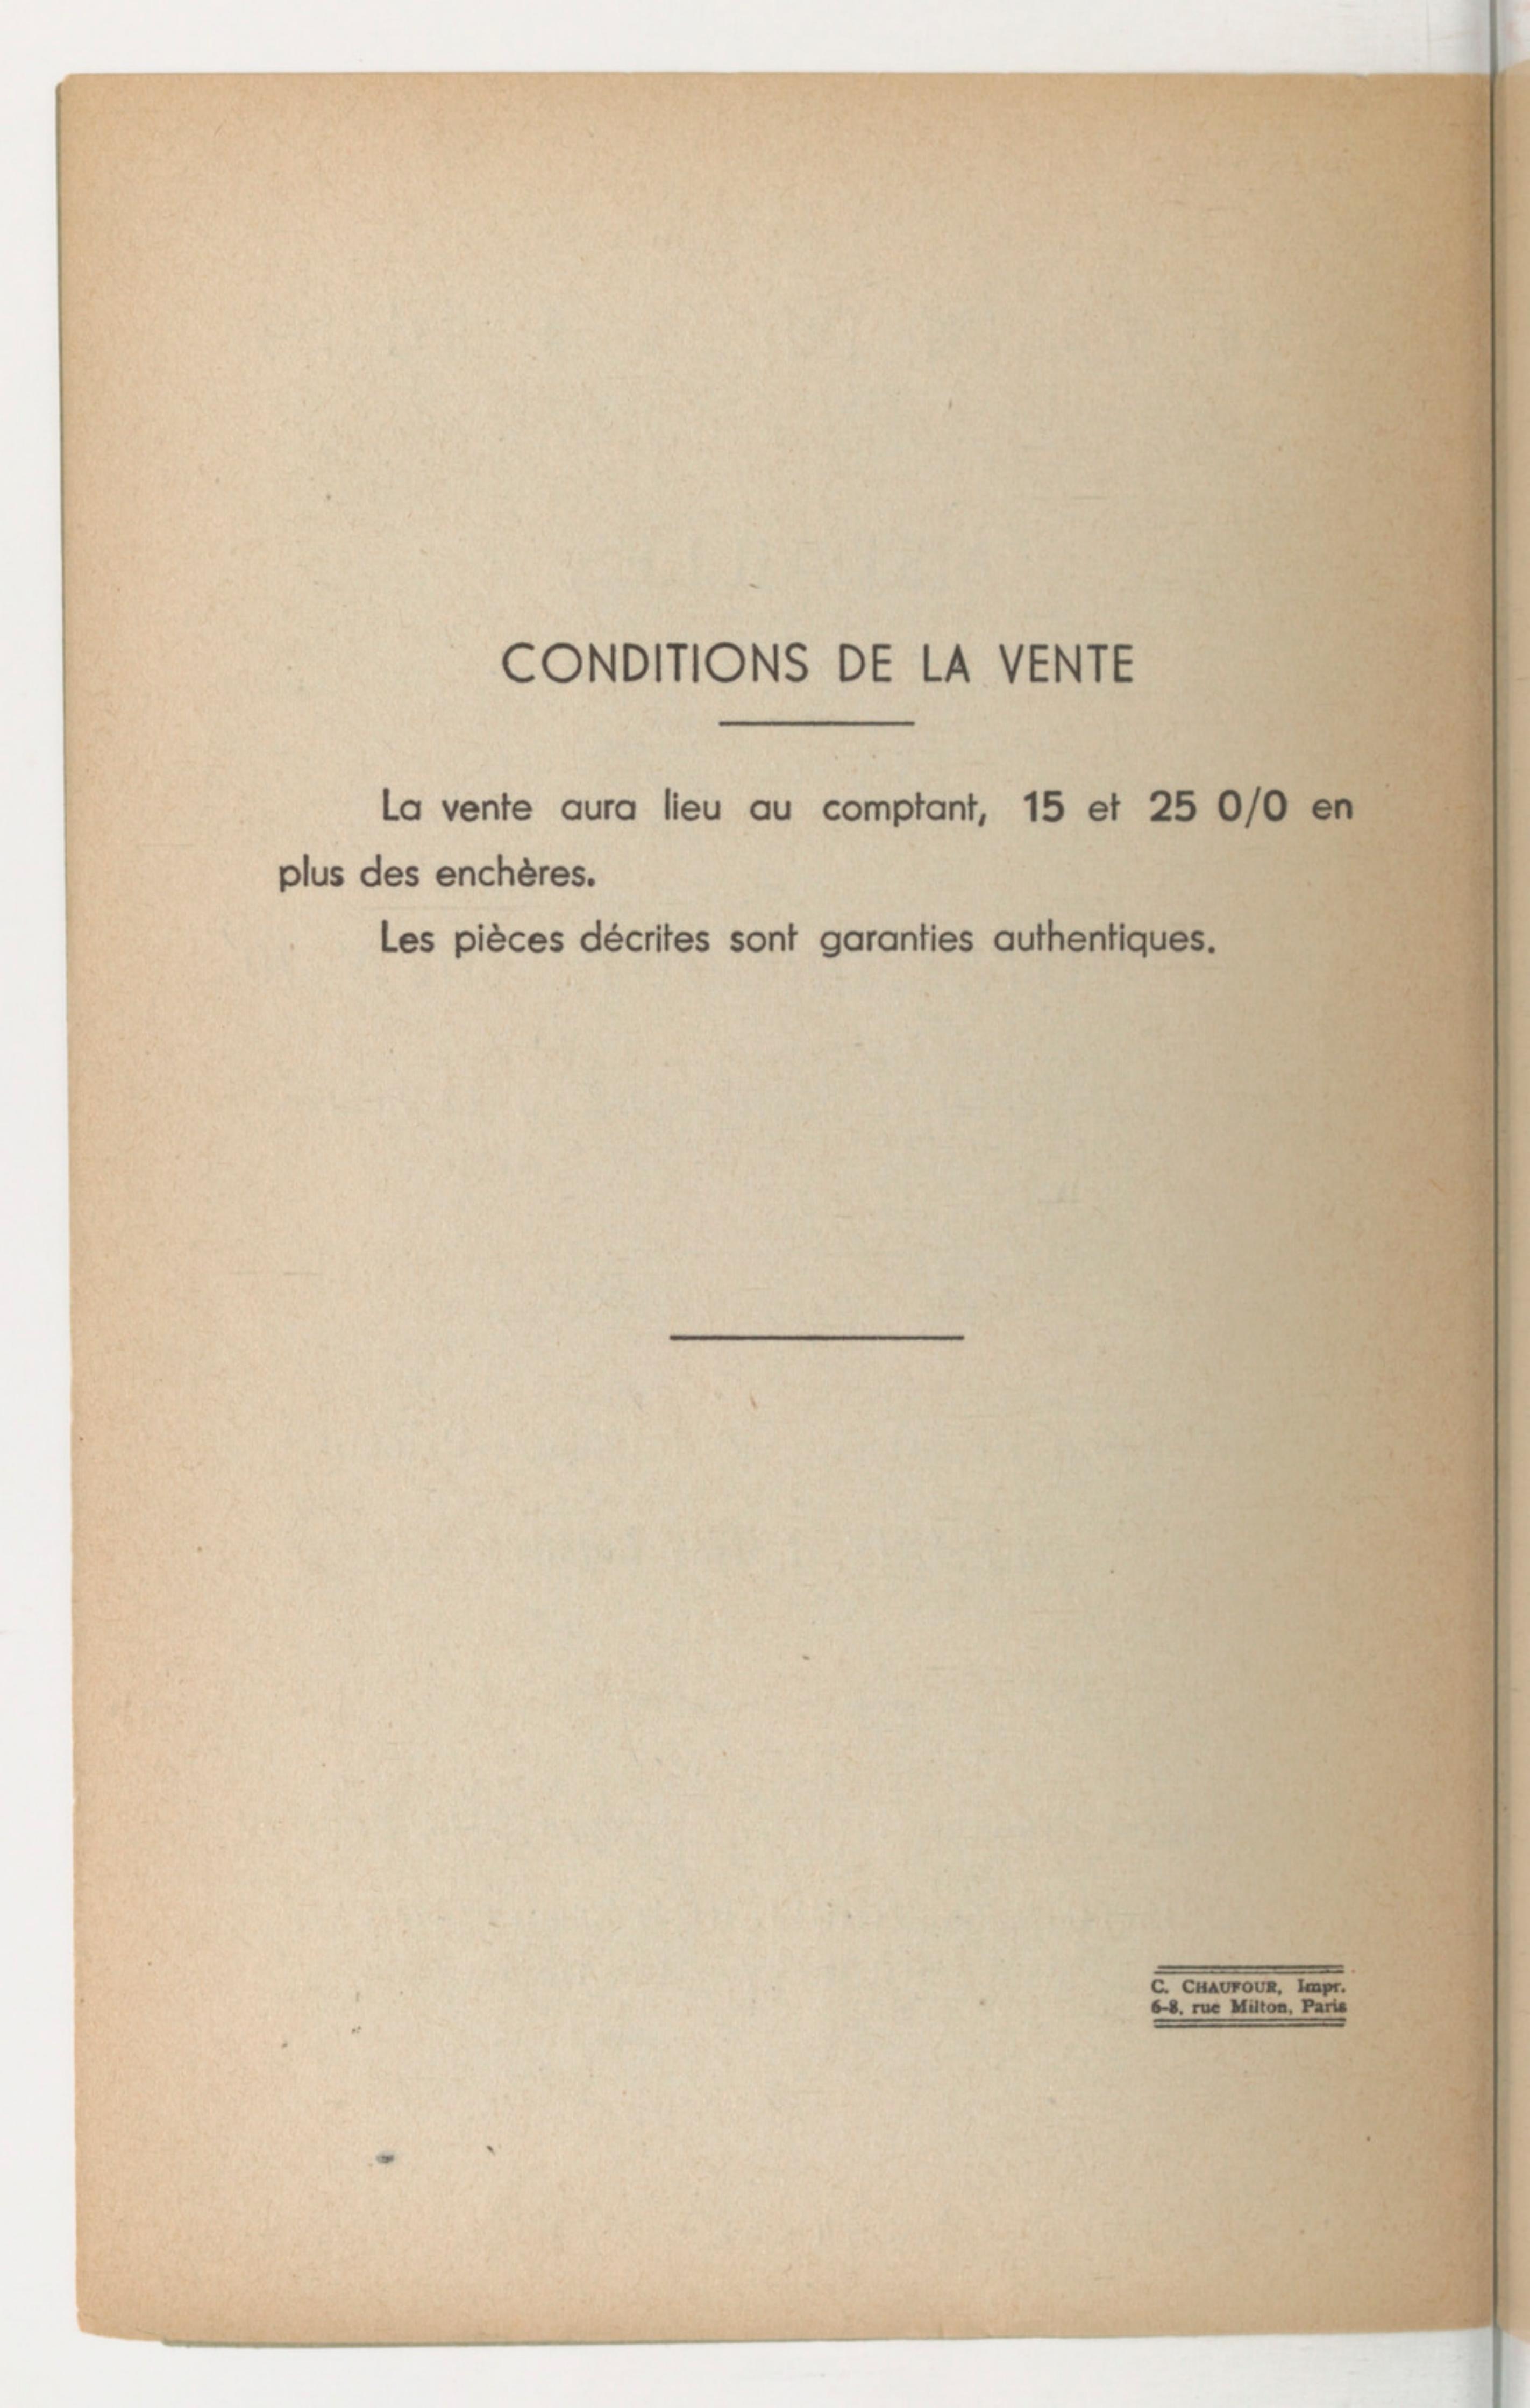 CONDITIONS DE LA VENTE
La vente aura lieu au comptant, 15 et 25 0/0 en
plus des enchères.
Les pièces décrites sont garanties authentiques.
C. CHAUFOUR, Impr.
6-8, rue Milton, Paris